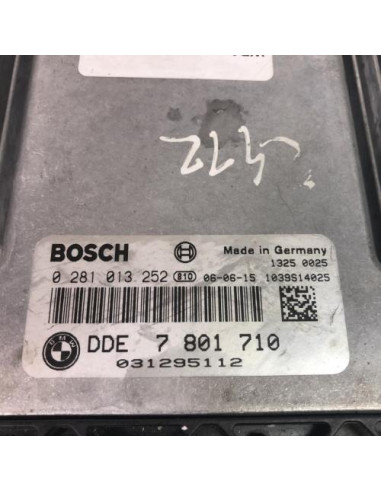 BOSCH Made in Germany
1325 0025
0 281 013 252 810 06-06-15 1039S14025
DDE 7 801 710
031295112